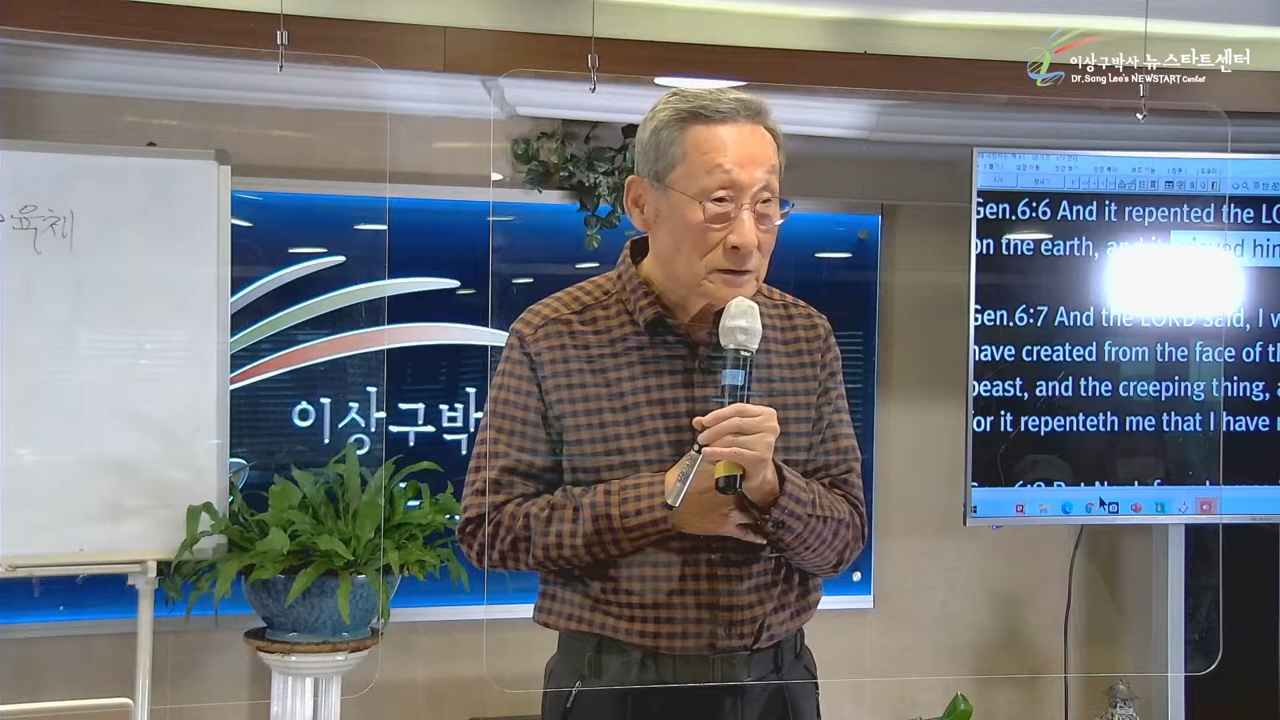 이상구박사 뉴스타트센터
Dr. Sang Lee's NEWSTART Center
육체
이상구박
Gen.6:6 And it repented the LO
on the earth, and it grieved him
Gen.6:7 And the LORD said, I w
have created from the face of th
beast, and the creeping thing, a
for it repenteth me that I have